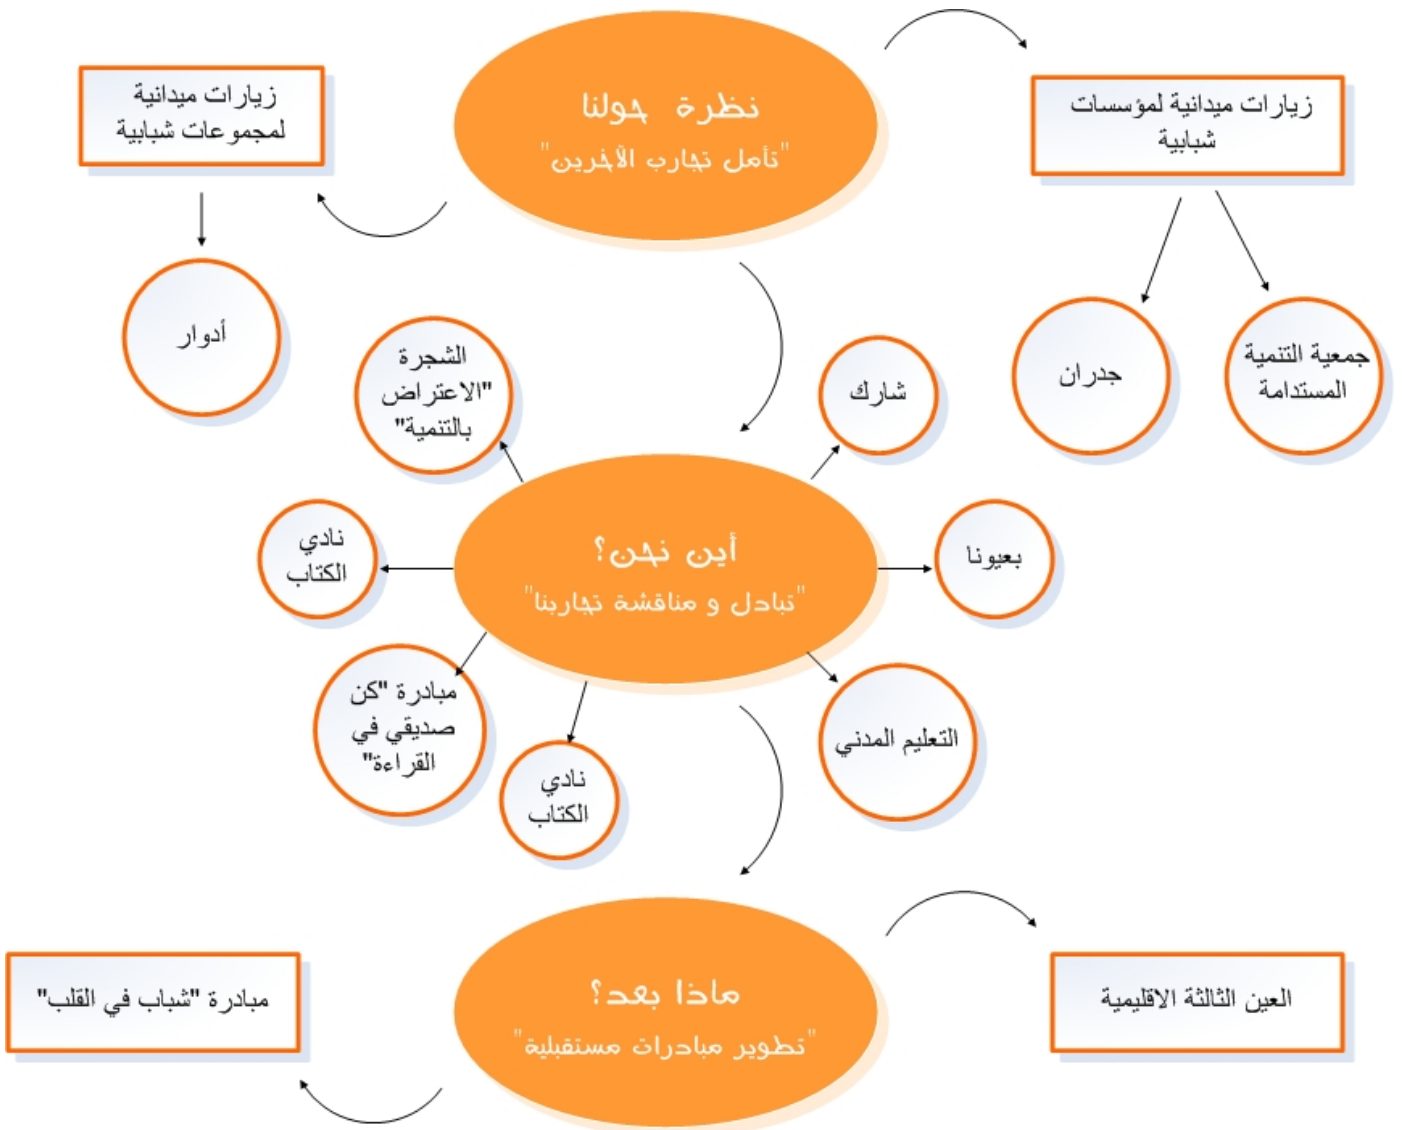 نظرة حولنا
"تأمل تجارب الآخرين"
زيارات ميدانية لمؤسسات
شبابية
زيارات ميدانية
لمجموعات شبابية
جمعية التنمية
المستدامة
جدران
أدوار
شارك
الشجرة
"الاعتراض
بالتنمية"
أين نحن؟
"تبادل و مناقشة تجاربنا"
بعيونا
نادي
الكتاب
التعليم المدني
مبادرة "كن
صديقي في
القراءة"
نادي
الكتاب
ماذا بعد؟
"تطوير مبادرات مستقبلية"
العين الثالثة الاقليمية
مبادرة "شباب في القلب"